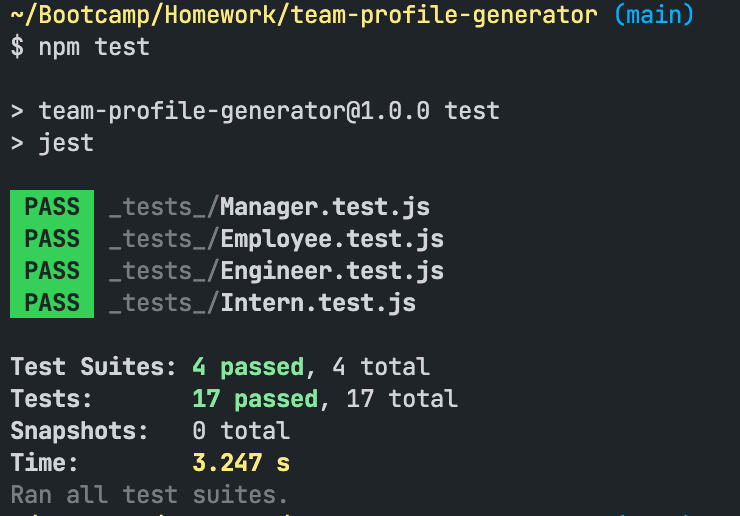 ~/Bootcamp/Homework/team-profile-generator (main)
$ npm test
> team-profile-generator@1.0.0 test
> jest
PASS _tests_/Manager.test.js
PASS _tests_/Employee.test.js
PASS _tests_/Engineer.test.js
PASS _tests_/Intern.test.js
Test Suites: 4 passed, 4 total
Tests: 17 passed, 17 total
Snapshots: 0 total
Time: 3.247 s
Ran all test suites.